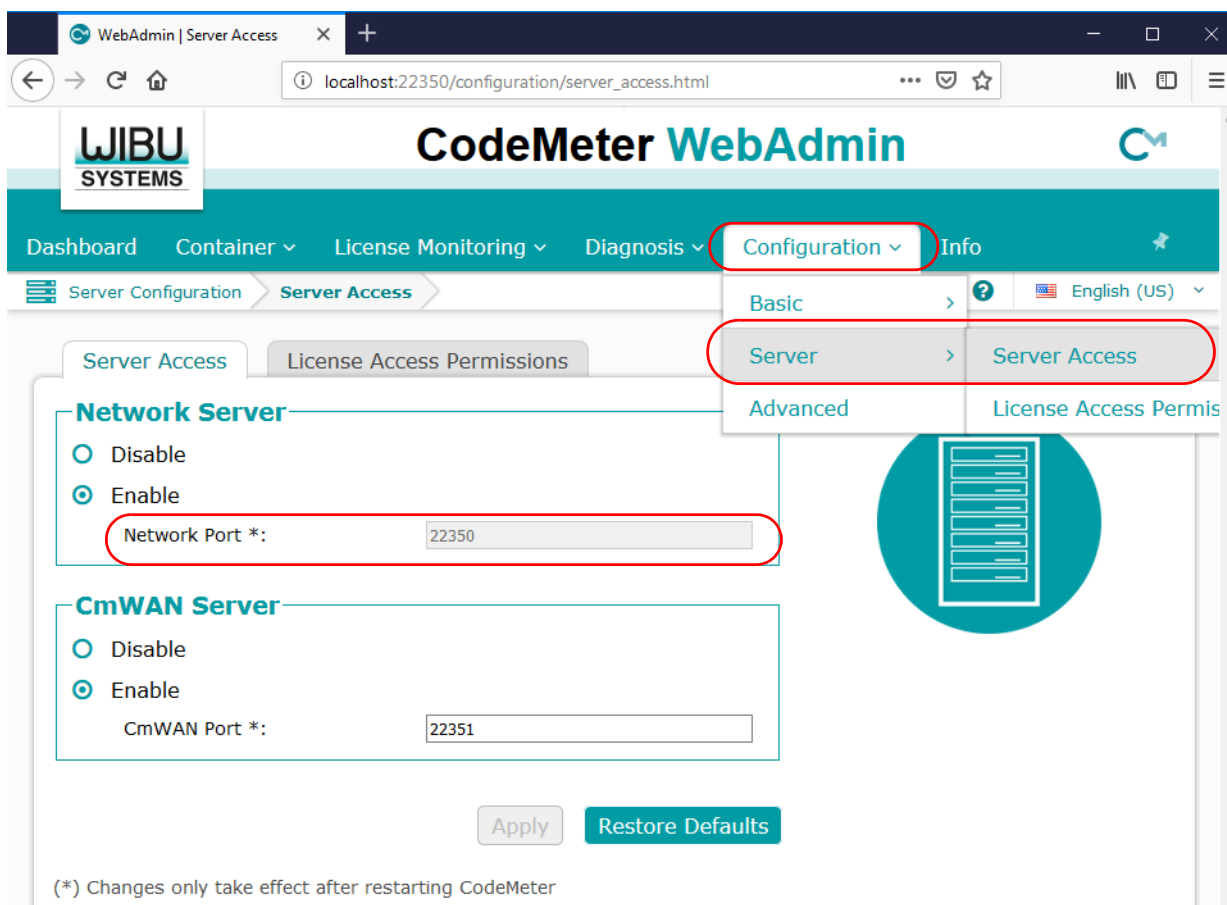 WebAdmin | Server Access
localhost:22350/configuration/server_access.html
WIBU
SYSTEMS
CodeMeter WebAdmin
CM
Dashboard Container License Monitoring Diagnosis Configuration Info
Server Configuration Server Access
English (US)
Basic
Server
Server Access
Advanced
License Access Permis
Server Access License Access Permissions
Network Server
Disable
Enable
Network Port *: 22350
CmWAN Server
Disable
Enable
CmWAN Port *: 22351
Apply Restore Defaults
(*) Changes only take effect after restarting CodeMeter